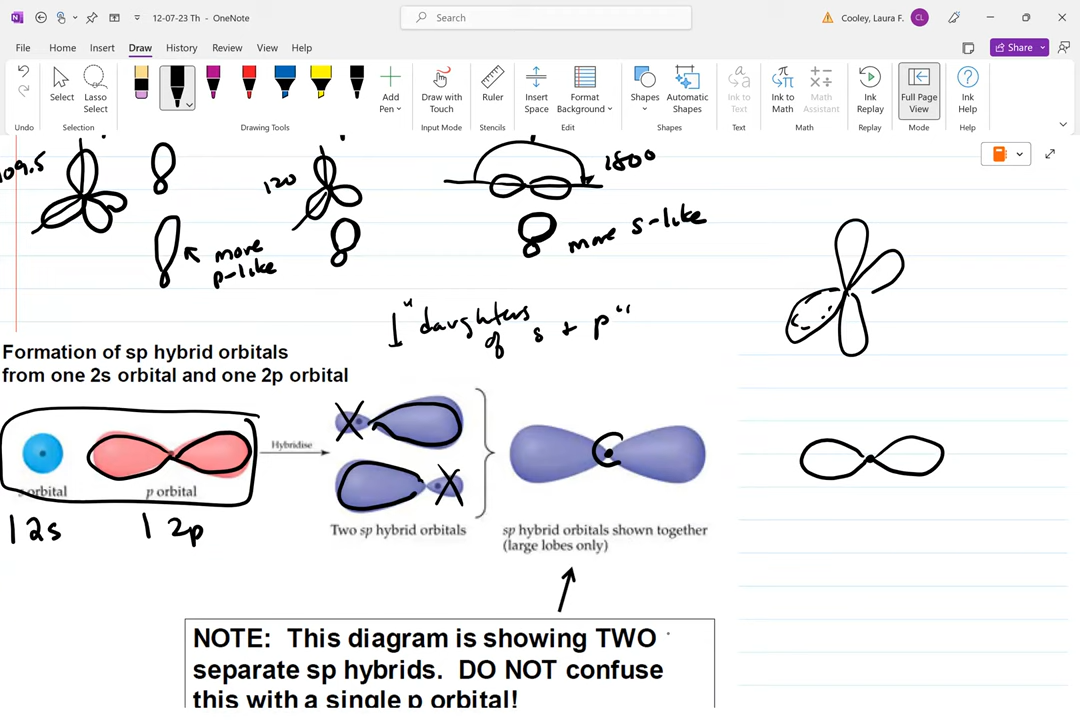 12-07-23 Th - OneNote
Search
Cooley, Laura F.
CL
File
Home
Insert
Draw
History
Review
View
Help
Share
Select
Lasso
Select
Add
Pen
Draw with
Touch
Ruler
Insert
Space
Format
Background
Shapes
Automatic
Shapes
Ink to
Text
Ink to
Math
Math
Assistant
Ink
Replay
Full Page
View
Ink
Help
Undo
Selection
Drawing Tools
Input Mode
Stencils
Edit
Shapes
Text
Math
Replay
Mode
Help
109.5
120
1800
more
p-like
more s-like
1 "daughters
of s + p"
Formation of sp hybrid orbitals
from one 2s orbital and one 2p orbital
Hybridise
s orbital
p orbital
1 2s
1 2p
Two sp hybrid orbitals
sp hybrid orbitals shown together
(large lobes only)
C
NOTE: This diagram is showing TWO
separate sp hybrids. DO NOT confuse
this with a single p orbital!